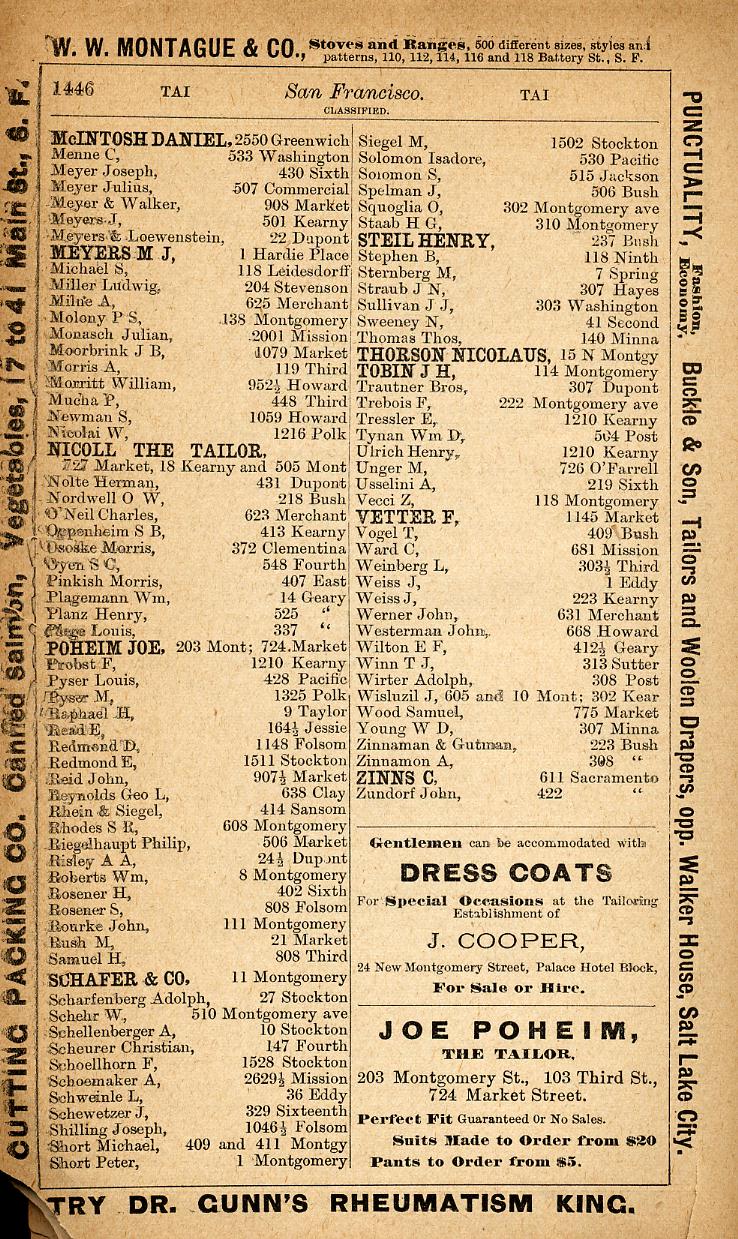 W. W. MONTAGUE & CO., Stoves and Ranges, 500 different sizes, styles and
patterns, 110, 112, 114, 116 and 118 Battery St., S. F.
1446 TAI San Francisco. TAI
CLASSIFIED.
McINTOSH DANIEL, 2550 Greenwich
Menne C, 533 Washington
Meyer Joseph, 430 Sixth
Meyer Julius, 507 Commercial
Meyer & Walker, 908 Market
Meyers J, 501 Kearny
Meyers & Loewenstein, 22 Dupont
MEYERS M J, 1 Hardie Place
Michael S, 118 Leidesdorff
Miller Ludwig, 204 Stevenson
Milne A, 625 Merchant
Molony P S, 138 Montgomery
Monasch Julian, 2001 Mission
Moorbrink J B, 1079 Market
Morris A, 119 Third
Morritt William, 952½ Howard
Mucha P, 448 Third
Newman S, 1059 Howard
Nicolai W, 1216 Polk
NICOLL THE TAILOR,
727 Market, 18 Kearny and 505 Mont
Nolte Herman, 431 Dupont
Nordwell O W, 218 Bush
O'Neil Charles, 623 Merchant
Oppenheim S B, 413 Kearny
Ososke Morris, 372 Clementina
Oyen S C, 548 Fourth
Pinkish Morris, 407 East
Plagemann Wm, 14 Geary
Planz Henry, 525 "
Louis, 337 "
POHEIM JOE, 203 Mont; 724 Market
Probst F, 1210 Kearny
Pyser Louis, 428 Pacific
Pyser M, 1325 Polk
Raphael H, 9 Taylor
Read E, 164½ Jessie
Redmond D, 1148 Folsom
Redmond E, 1511 Stockton
Reid John, 907½ Market
Reynolds Geo L, 638 Clay
Rhein & Siegel, 414 Sansom
Rhodes S R, 608 Montgomery
Riegelhaupt Philip, 506 Market
Risley A A, 24½ Dupont
Roberts Wm, 8 Montgomery
Rosener H, 402 Sixth
Rosener S, 808 Folsom
Rourke John, 111 Montgomery
Rush M, 21 Market
Samuel H, 808 Third
SCHAFER & CO, 11 Montgomery
Scharfenberg Adolph, 27 Stockton
Schehr W, 510 Montgomery ave
Schellenberger A, 10 Stockton
Scheurer Christian, 147 Fourth
Schoellhorn F, 1528 Stockton
Schoemaker A, 2629½ Mission
Schweinle L, 36 Eddy
Schewetzer J, 329 Sixteenth
Shilling Joseph, 1046½ Folsom
Short Michael, 409 and 411 Montgy
Short Peter, 1 Montgomery
Siegel M, 1502 Stockton
Solomon Isadore, 530 Pacific
Solomon S, 515 Jackson
Spelman J, 506 Bush
Squoglia O, 302 Montgomery ave
Staab H G, 310 Montgomery
STEIL HENRY, 237 Bush
Stephen B, 118 Ninth
Sternberg M, 7 Spring
Straub J N, 307 Hayes
Sullivan J J, 303 Washington
Sweeney N, 41 Second
Thomas Thos, 140 Minna
THORSON NICOLAUS, 15 N Montgy
TOBIN J H, 114 Montgomery
Trautner Bros, 307 Dupont
Trebois F, 222 Montgomery ave
Tressler E, 1210 Kearny
Tynan Wm D, 504 Post
Ulrich Henry, 1210 Kearny
Unger M, 726 O'Farrell
Usselini A, 219 Sixth
Vecci Z, 118 Montgomery
VETTER F, 1145 Market
Vogel T, 409 Bush
Ward C, 681 Mission
Weinberg L, 303½ Third
Weiss J, 1 Eddy
Weiss J, 223 Kearny
Werner John, 631 Merchant
Westerman John, 668 Howard
Wilton E F, 412½ Geary
Winn T J, 313 Sutter
Wirter Adolph, 308 Post
Wisluzil J, 605 and 10 Mont; 302 Kear
Wood Samuel, 775 Market
Young W D, 307 Minna
Zinnaman & Gutman, 223 Bush
Zinnamon A, 308 "
ZINNS C, 611 Sacramento
Zundorf John, 422 "
Gentlemen can be accommodated with
DRESS COATS
For Special Occasions at the Tailoring
Establishment of
J. COOPER,
24 New Montgomery Street, Palace Hotel Block,
For Sale or Hire.
JOE POHEIM,
THE TAILOR,
203 Montgomery St., 103 Third St.,
724 Market Street.
Perfect Fit Guaranteed Or No Sales.
Suits Made to Order from $20
Pants to Order from $5.
TRY DR. GUNN'S RHEUMATISM KING.
CUTTING PACKING CO. Canned Salmon, Vegetables, 17 to 41 Main St., S. F.
PUNCTUALITY, Fashion, Economy, Buckle & Son, Tailors and Woolen Drapers, opp. Walker House, Salt Lake City.